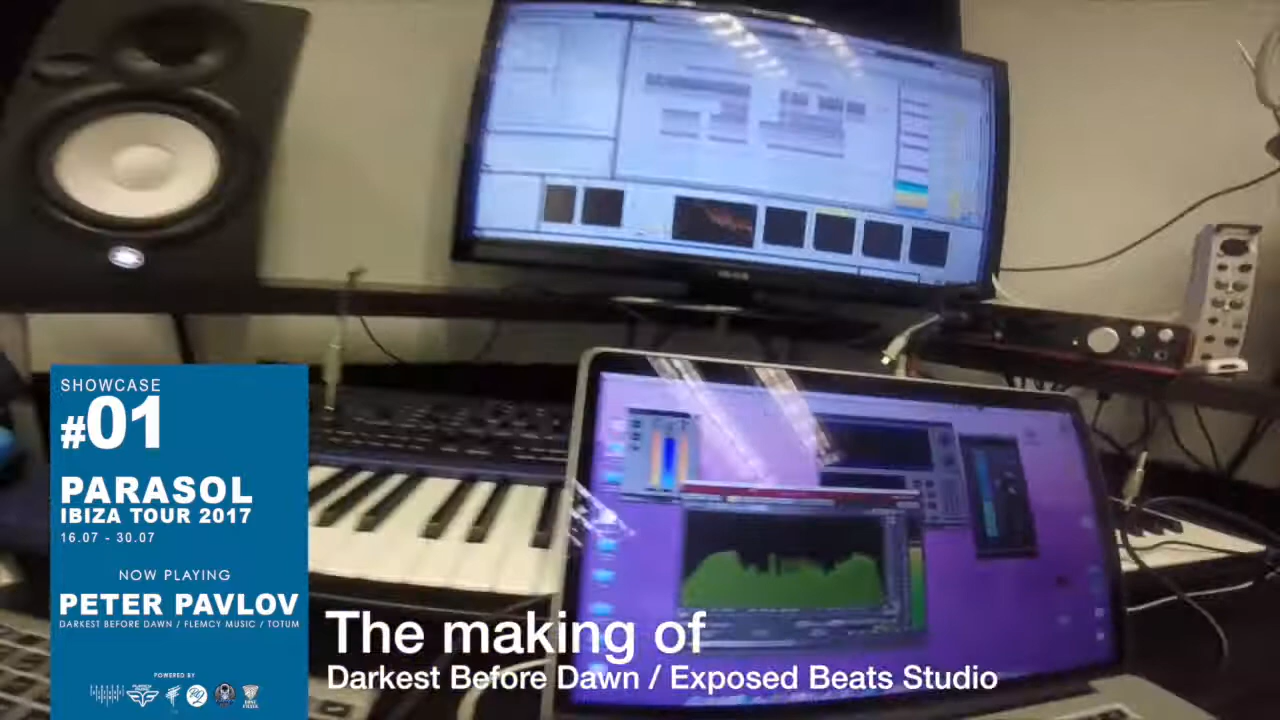 SHOWCASE
#01
PARASOL
IBIZA TOUR 2017
16.07 - 30.07
NOW PLAYING
PETER PAVLOV
DARKEST BEFORE DAWN / FLEMCY MUSIC / TOTUM
POWERED BY
The making of
Darkest Before Dawn / Exposed Beats Studio